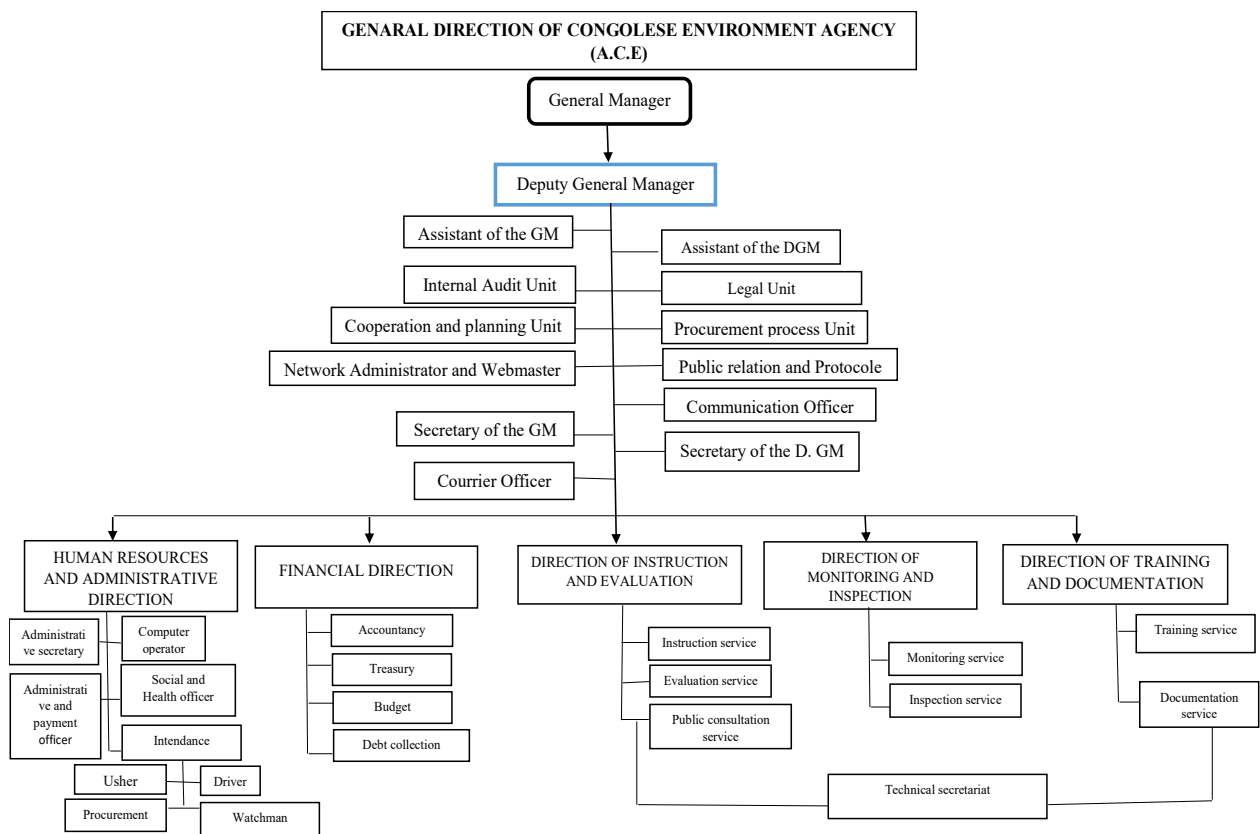 GENARAL DIRECTION OF CONGOLESE ENVIRONMENT AGENCY
(A.C.E)
General Manager
Deputy General Manager
Assistant of the GM
Assistant of the DGM
Internal Audit Unit
Legal Unit
Cooperation and planning Unit
Procurement process Unit
Network Administrator and Webmaster
Public relation and Protocole
Communication Officer
Secretary of the GM
Secretary of the D. GM
Courrier Officer
HUMAN RESOURCES
AND ADMINISTRATIVE
DIRECTION
FINANCIAL DIRECTION
DIRECTION OF INSTRUCTION
AND EVALUATION
DIRECTION OF
MONITORING AND
INSPECTION
DIRECTION OF TRAINING
AND DOCUMENTATION
Administrati
ve secretary
Computer
operator
Administrati
ve and
payment
officer
Social and
Health officer
Intendance
Usher
Driver
Procurement
Watchman
Accountancy
Treasury
Budget
Debt collection
Instruction service
Evaluation service
Public consultation
service
Monitoring service
Inspection service
Training service
Documentation
service
Technical secretariat